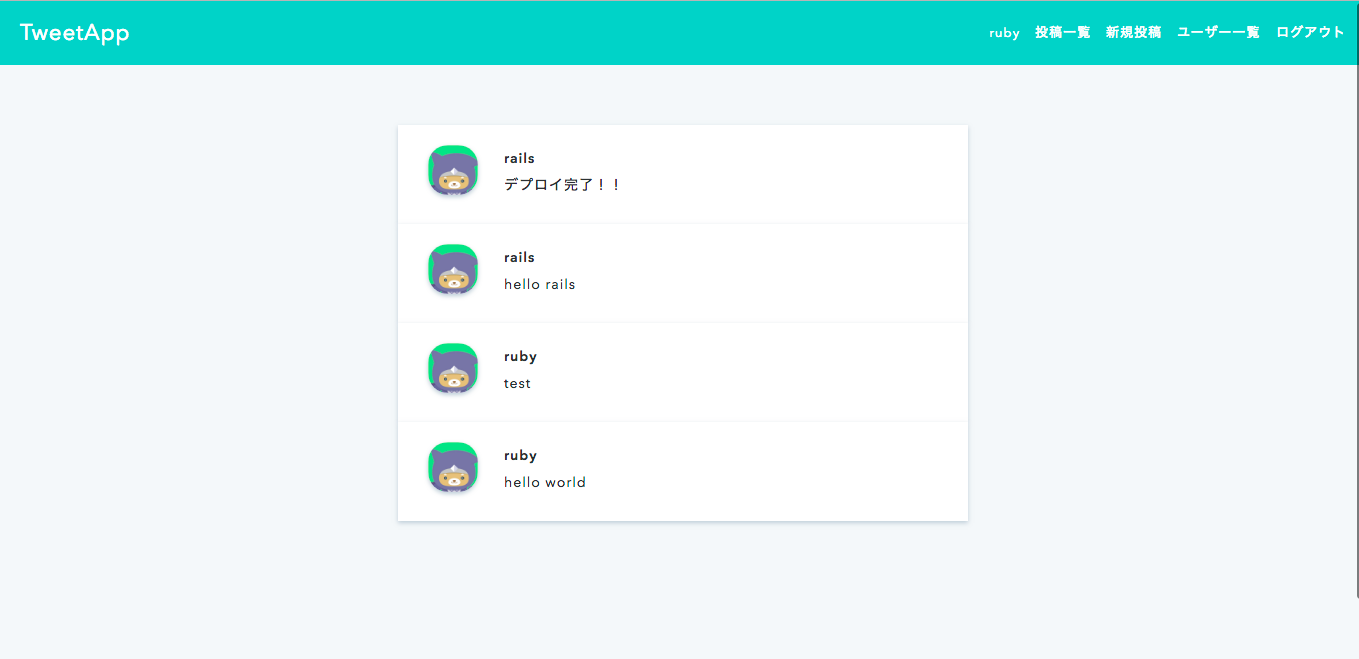 TweetApp
ruby 投稿一覧 新規投稿 ユーザー一覧 ログアウト
rails
デプロイ完了！！
rails
hello rails
ruby
test
ruby
hello world